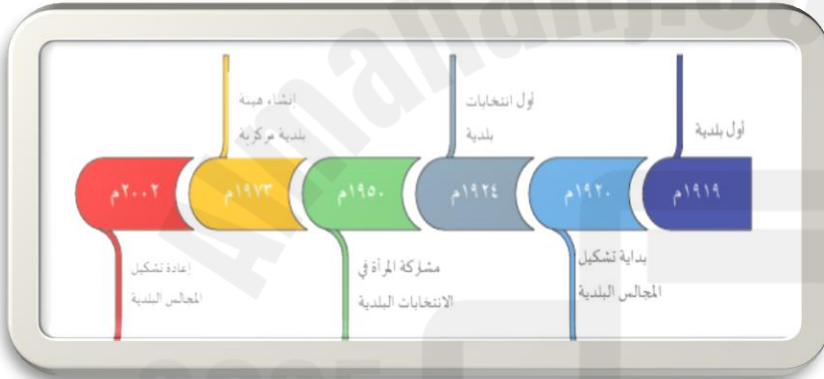 أول بلدية
١٩١٩م
بداية تشكيل
المجالس البلدية
١٩٢٠م
أول انتخابات
بلدية
١٩٢٤م
مشاركة المرأة في
الانتخابات البلدية
١٩٥٠م
إنشاء هيئة
بلدية مركزية
١٩٧٣م
إعادة تشكيل
المجالس البلدية
٢٠٠٢م